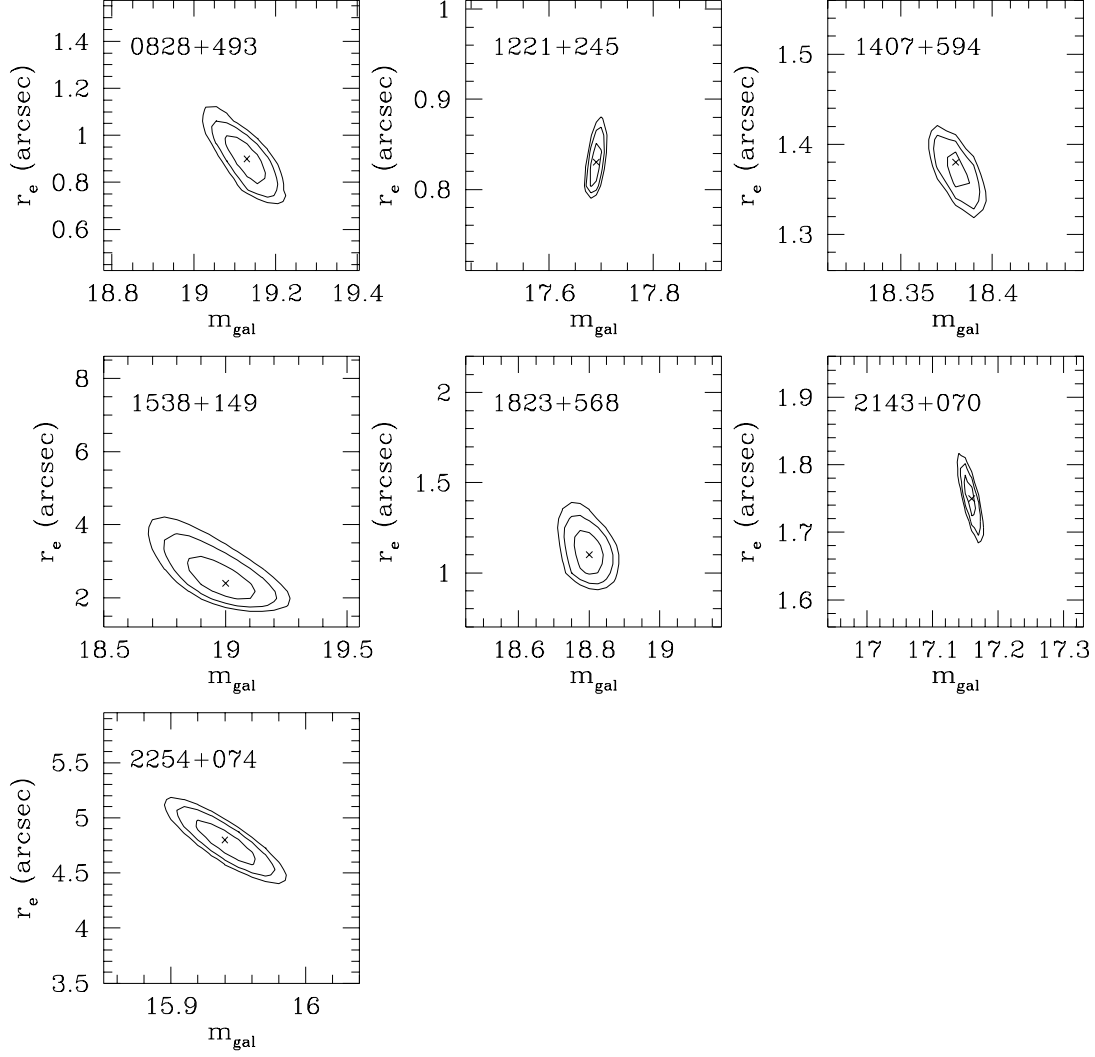 0828+493
r_e (arcsec)
1.4
1.2
1
0.8
0.6
18.8 19 19.2 19.4
m_gal
1221+245
r_e (arcsec)
1
0.9
0.8
17.6 17.8
m_gal
1407+594
r_e (arcsec)
1.5
1.4
1.3
18.35 18.4
m_gal
1538+149
r_e (arcsec)
8
6
4
2
18.5 19 19.5
m_gal
1823+568
r_e (arcsec)
2
1.5
1
18.6 18.8 19
m_gal
2143+070
r_e (arcsec)
1.9
1.8
1.7
1.6
17 17.1 17.2 17.3
m_gal
2254+074
r_e (arcsec)
5.5
5
4.5
4
3.5
15.9 16
m_gal